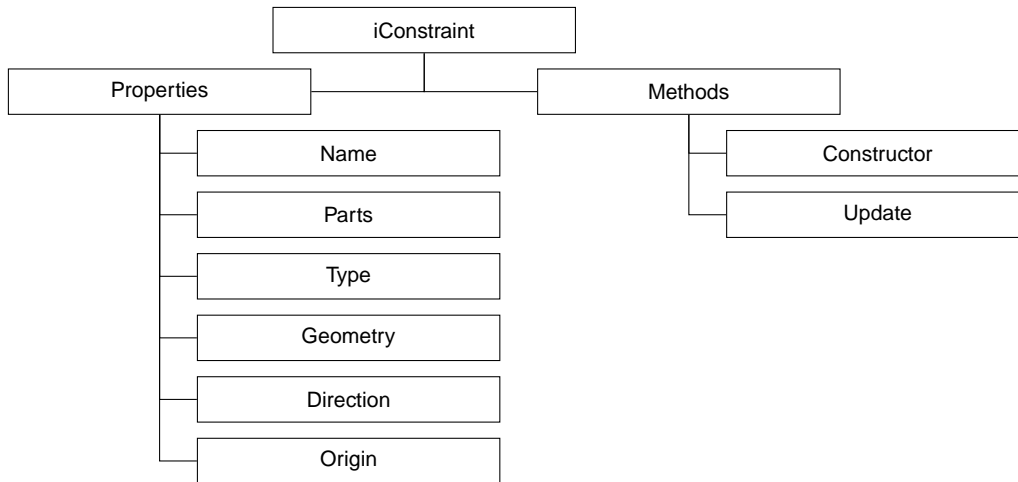 iConstraint
Properties
Methods
Name
Constructor
Parts
Update
Type
Geometry
Direction
Origin